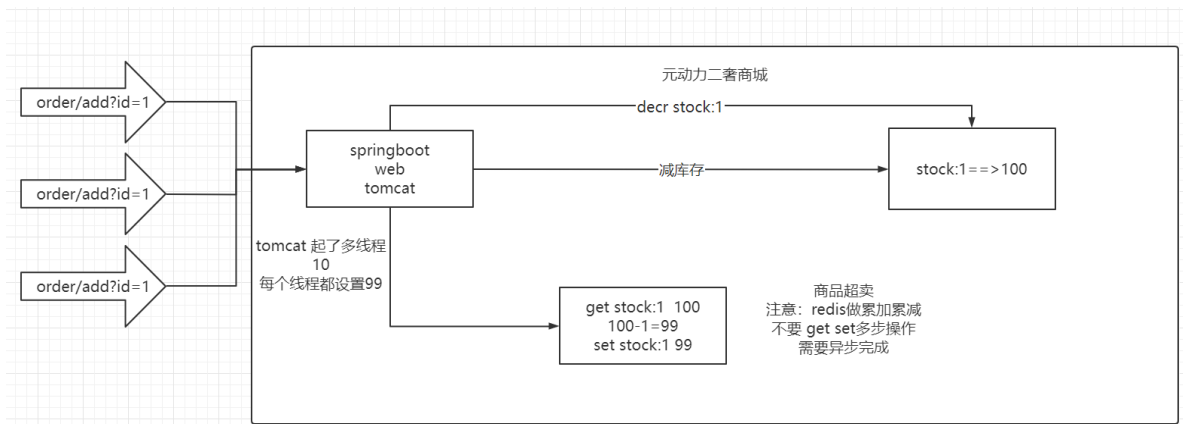 元动力二奢商城
order/add?id=1
order/add?id=1
order/add?id=1
springboot
web
tomcat
decr stock:1
减库存
stock:1==>100
tomcat 起了多线程
10
每个线程都设置99
get stock:1  100
100-1=99
set stock:1 99
商品超卖
注意：redis做累加累减
不要 get set多步操作
需要异步完成